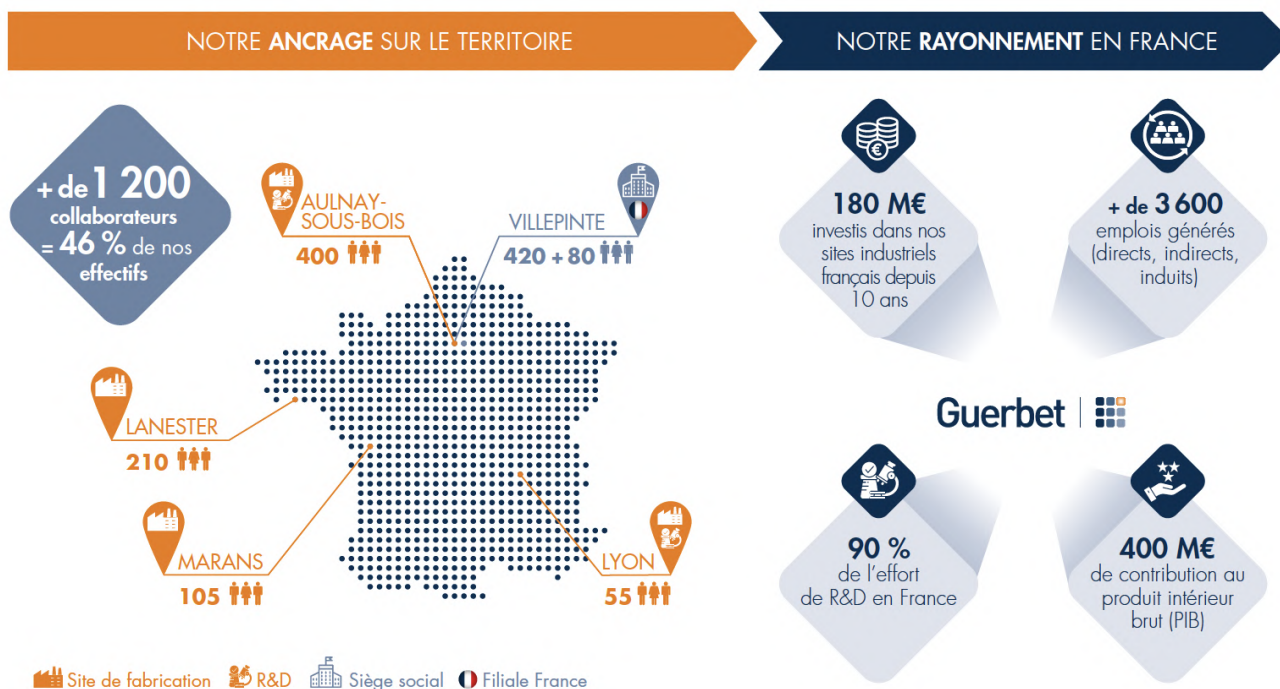 NOTRE ANCRAGE SUR LE TERRITOIRE
NOTRE RAYONNEMENT EN FRANCE
+ de 1 200
collaborateurs
= 46 % de nos
effectifs
AULNAY-
SOUS-BOIS
400
VILLEPINTE
420 + 80
LANESTER
210
MARANS
105
LYON
55
Site de fabrication
R&D
Siège social
Filiale France
180 M€
investis dans nos
sites industriels
français depuis
10 ans
+ de 3 600
emplois générés
(directs, indirects,
induits)
Guerbet
90 %
de l'effort
de R&D en France
400 M€
de contribution au
produit intérieur
brut (PIB)